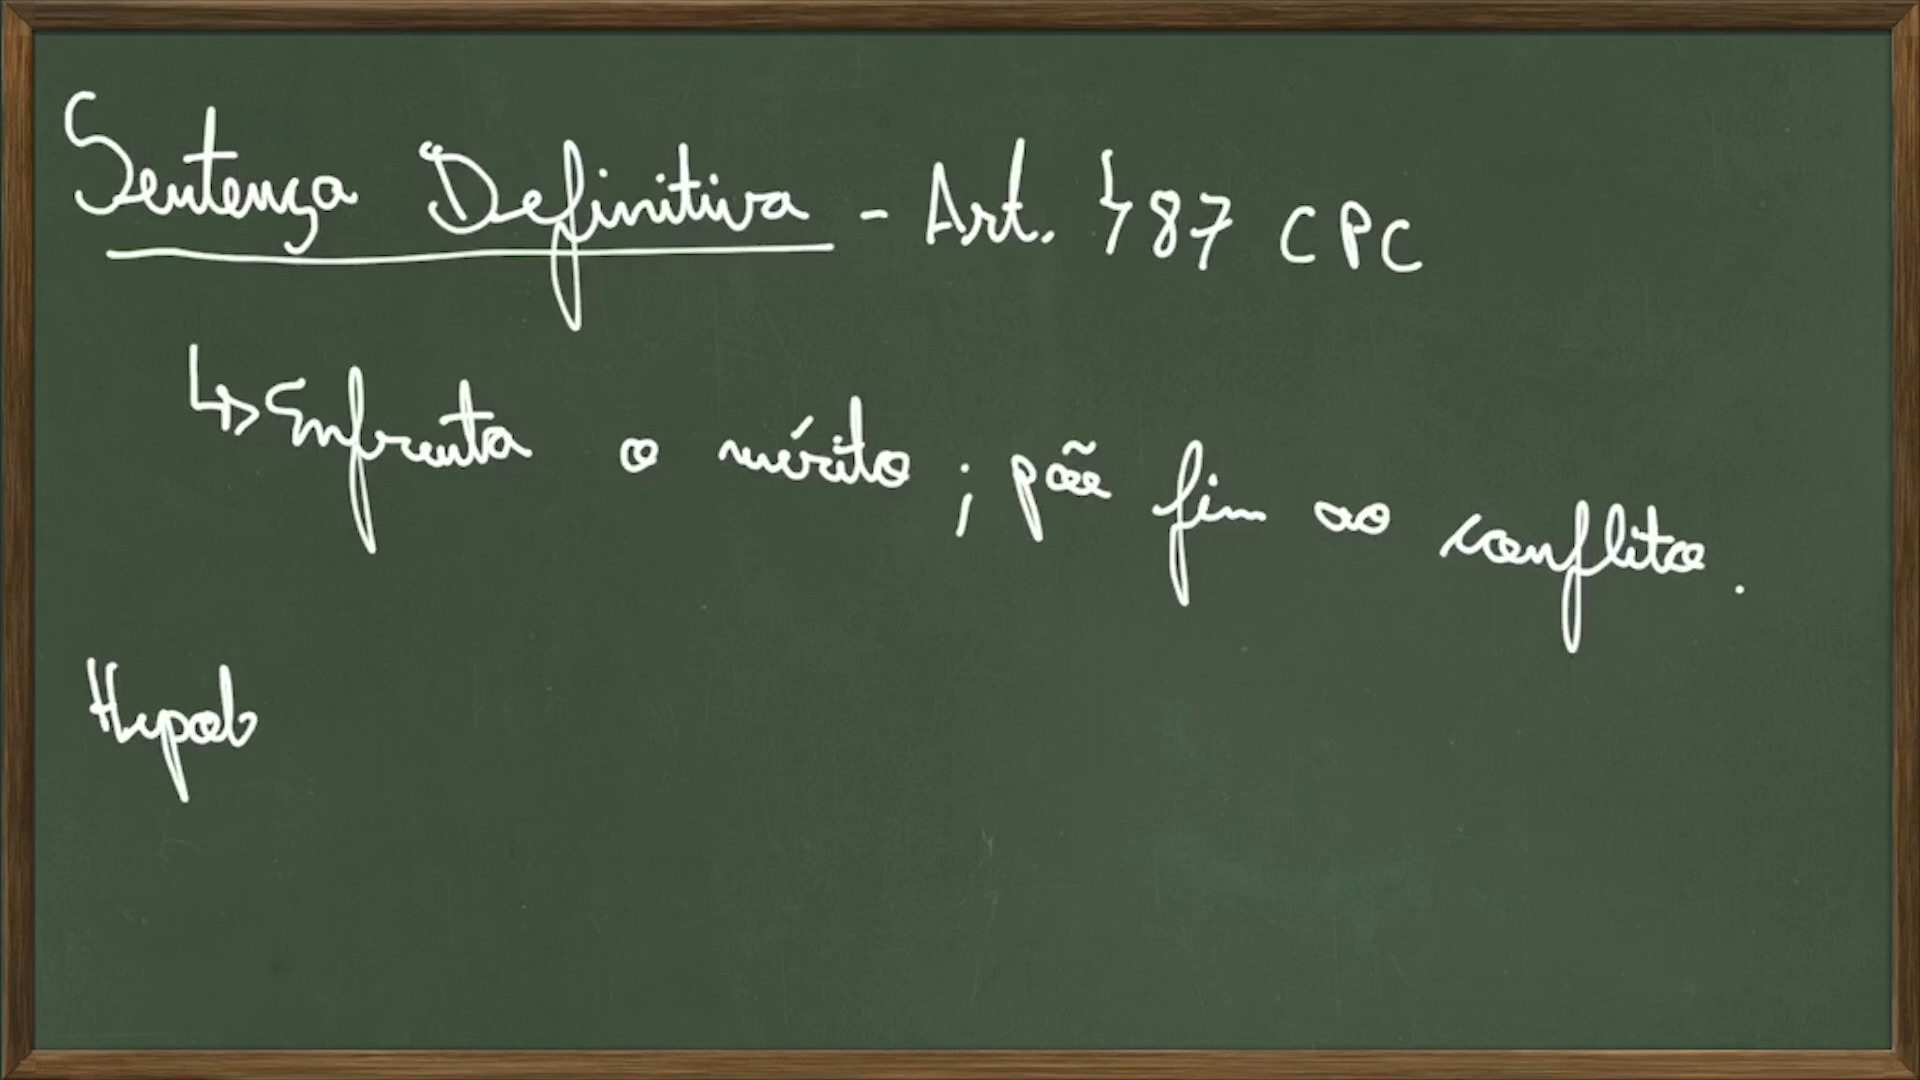 Sentença Definitiva - Art. 487 CPC
↳ Enfrenta o mérito ; põe fim ao conflito.